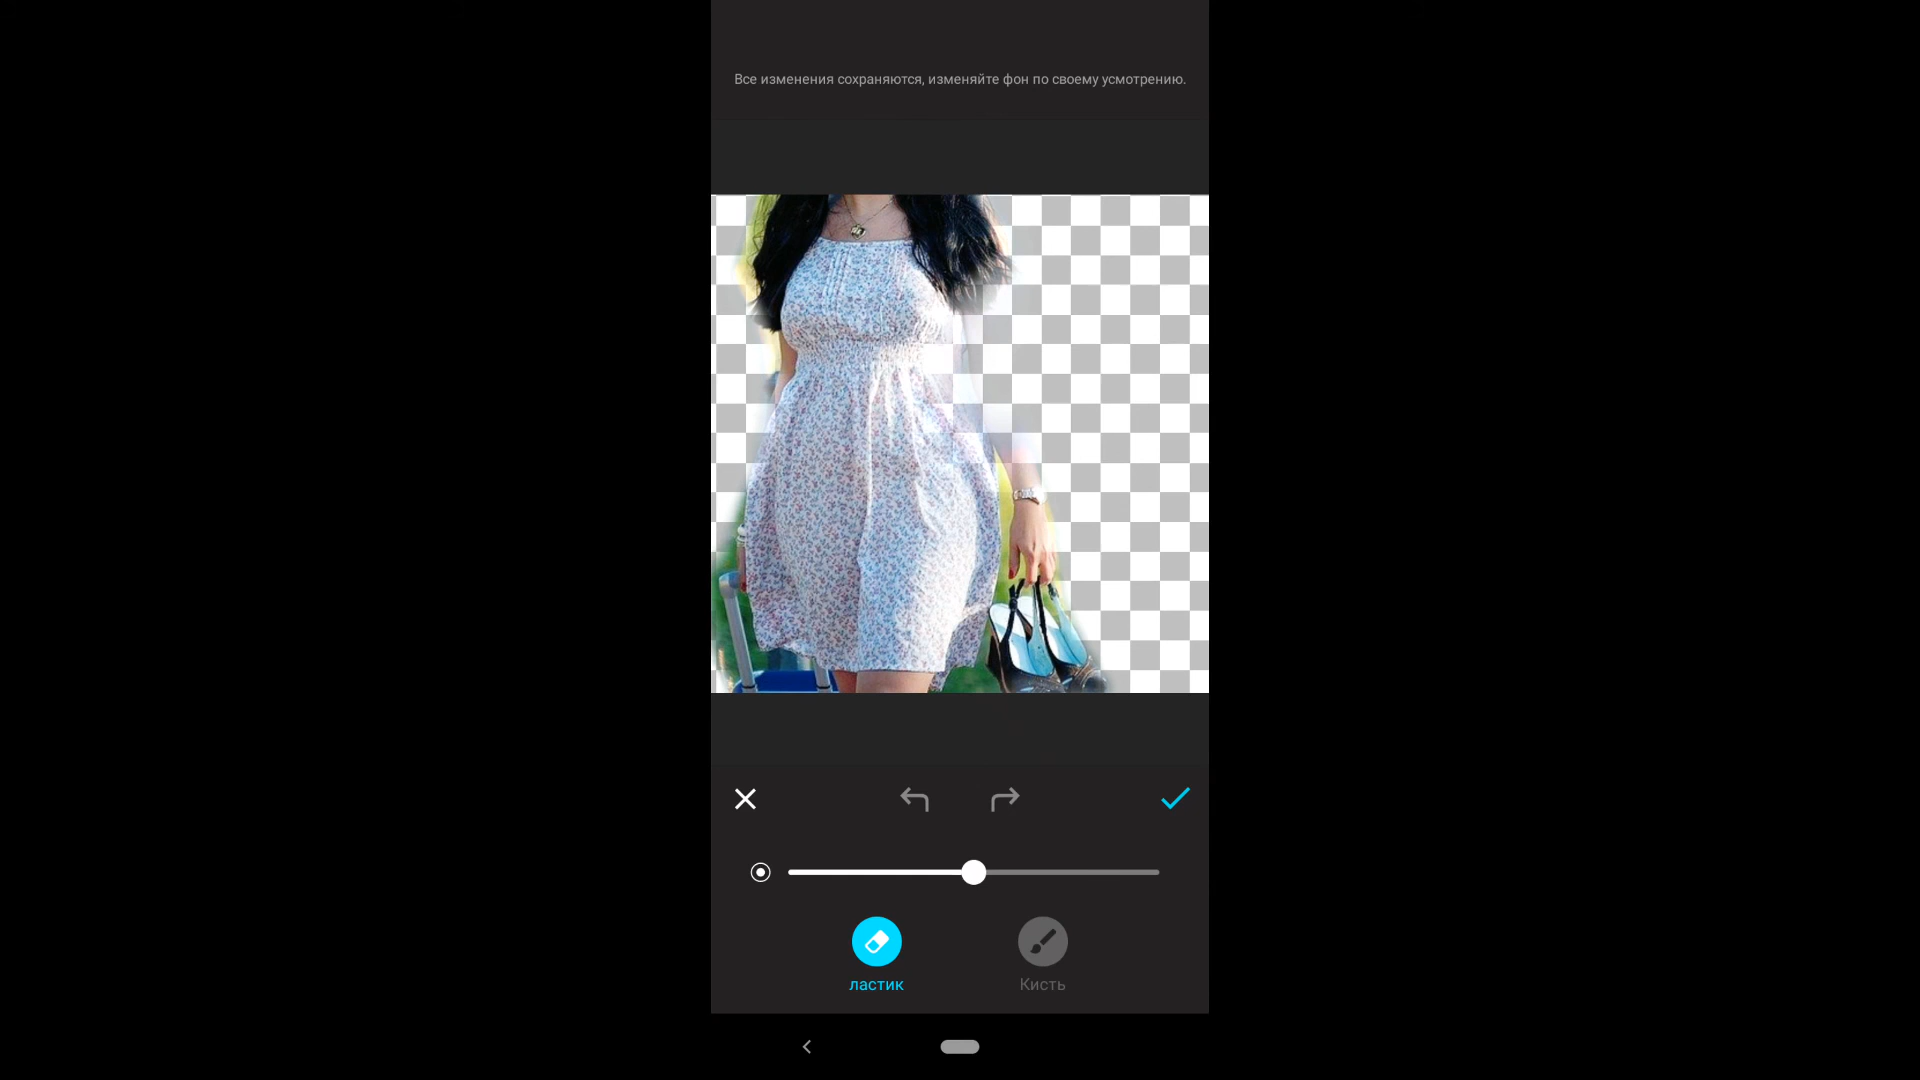 Все изменения сохраняются, изменяйте фон по своему усмотрению.
ластик
Кисть